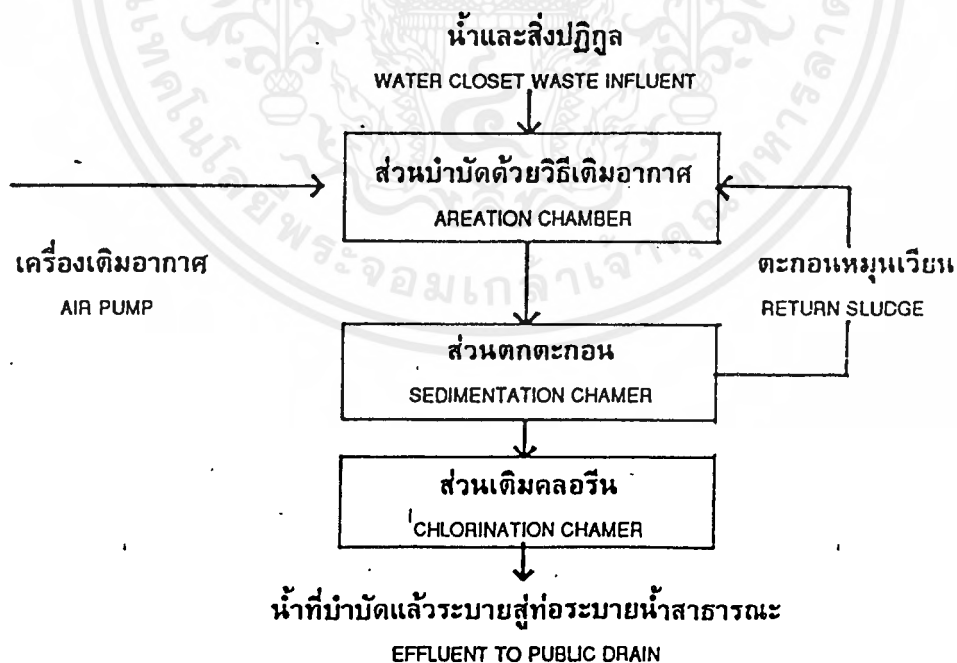 น้ำและสิ่งปฏิกูล
WATER CLOSET WASTE INFLUENT
ส่วนบำบัดด้วยวิธีเติมอากาศ
AREATION CHAMBER
เครื่องเติมอากาศ
AIR PUMP
ตะกอนหมุนเวียน
RETURN SLUDGE
ส่วนตกตะกอน
SEDIMENTATION CHAMER
ส่วนเติมคลอรีน
CHLORINATION CHAMER
น้ำที่บำบัดแล้วระบายสู่ท่อระบายน้ำสาธารณะ
EFFLUENT TO PUBLIC DRAIN